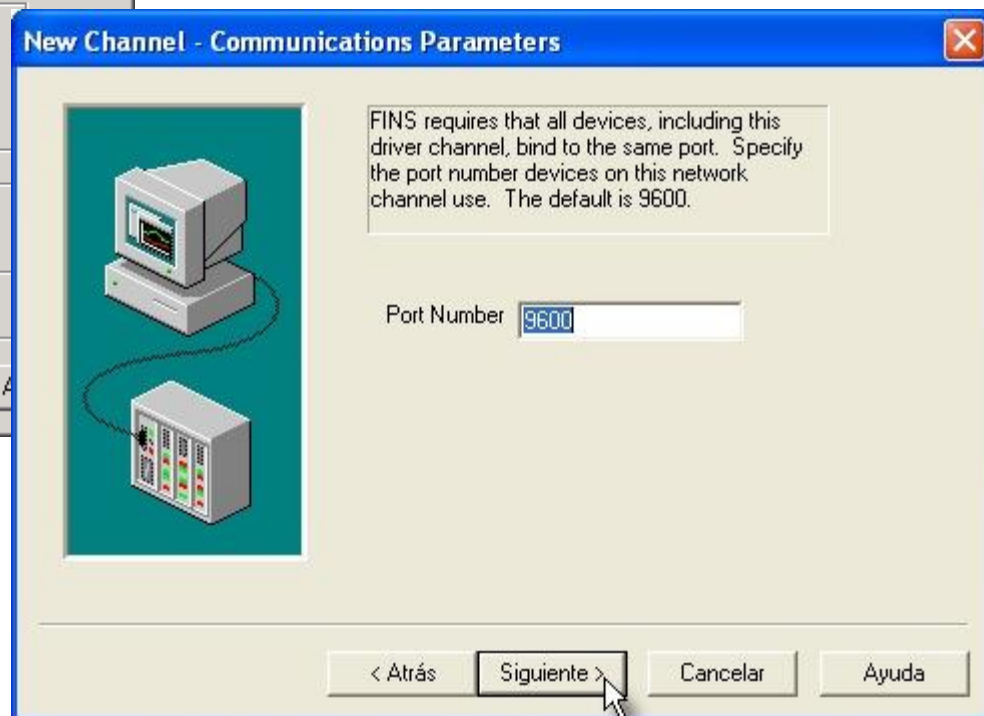 New Channel - Communications Parameters
FINS requires that all devices, including this
driver channel, bind to the same port. Specify
the port number devices on this network
channel use. The default is 9600.
Port Number 9600
< Atrás Siguiente > Cancelar Ayuda